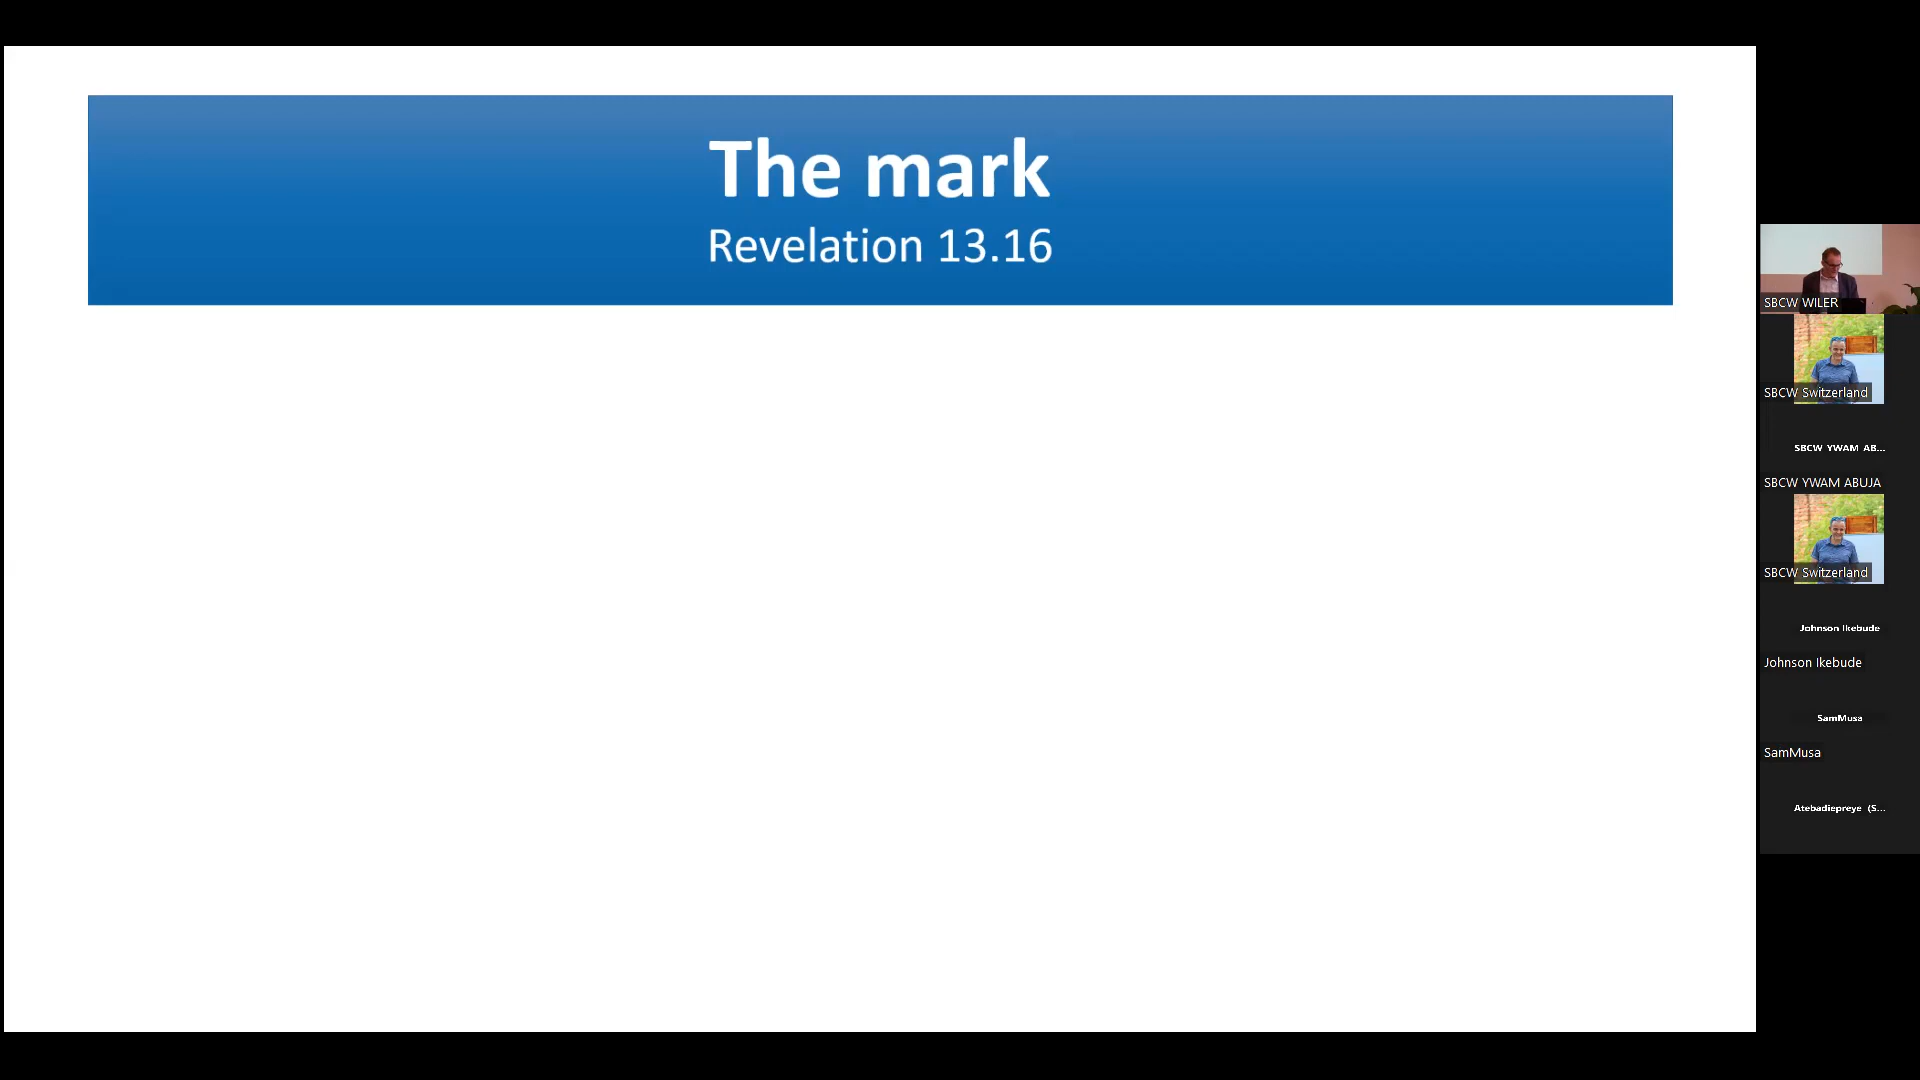 The mark
Revelation 13.16
SBCW WILER
SBCW Switzerland
SBCW YWAM AB...
SBCW YWAM ABUJA
SBCW Switzerland
Johnson Ikebude
Johnson Ikebude
SamMusa
SamMusa
Atebadiepreye (S...